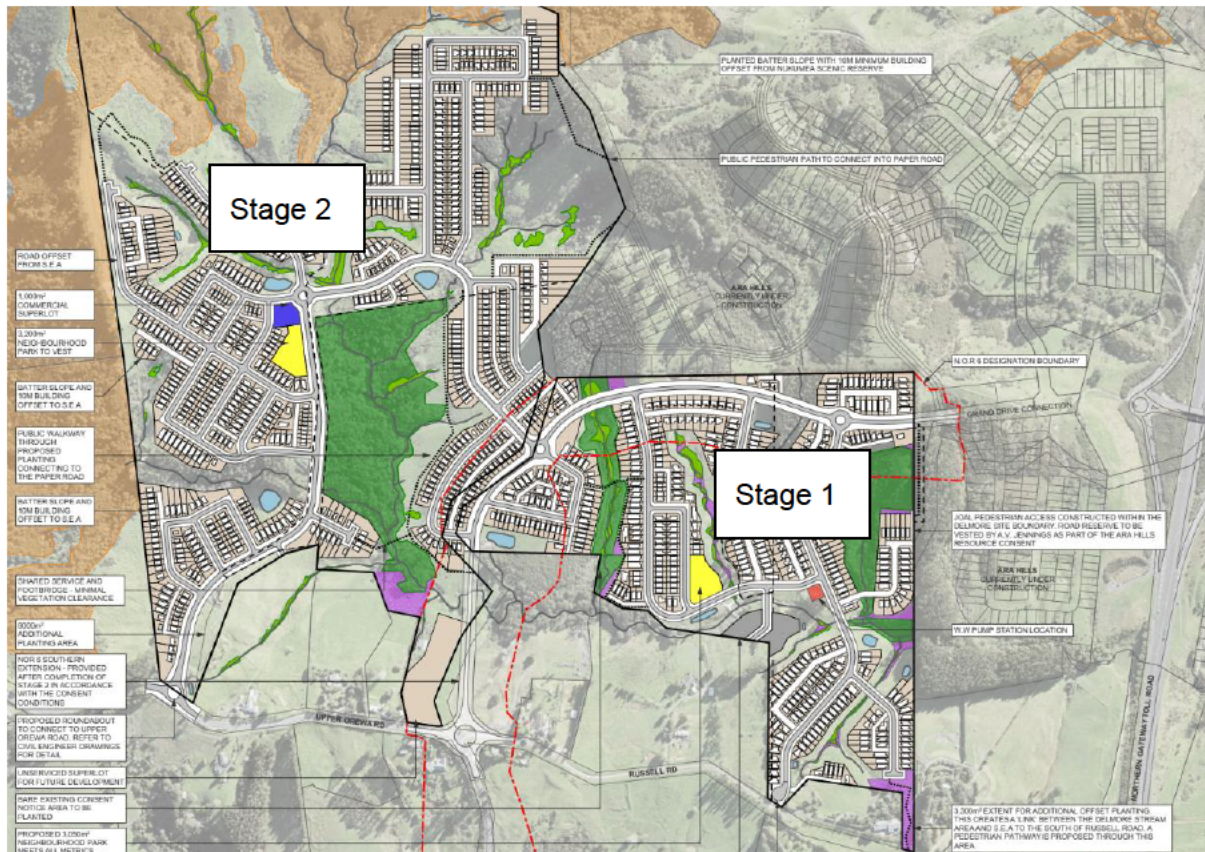 PLANTED BATTER SLOPE WITH 10M MINIMUM BUILDING
OFFSET FROM NUKUMEA SCENIC RESERVE
PUBLIC PEDESTRIAN PATH TO CONNECT INTO PAPER ROAD
Stage 2
ROAD OFFSET
FROM S.E.A
1,000m²
COMMERCIAL
SUPERLOT
3,200m²
NEIGHBOURHOOD
PARK TO VEST
BATTER SLOPE AND
10M BUILDING
OFFSET TO S.E.A
PUBLIC WALKWAY
THROUGH
PROPOSED
PLANTING
CONNECTING TO
THE PAPER ROAD
BATTER SLOPE AND
10M BUILDING
OFFSET TO S.E.A
SHARED SERVICE AND
FOOTBRIDGE - MINIMAL
VEGETATION CLEARANCE
ADDITIONAL
PLANTING AREA
NOR 6 SOUTHERN
EXTENSION - PROVIDED
AFTER COMPLETION OF
STAGE 2 IN ACCORDANCE
WITH THE CONSENT
CONDITIONS
PROPOSED ROUNDABOUT
TO CONNECT TO UPPER
OREWA ROAD. REFER TO
CIVIL ENGINEER DRAWINGS
FOR DETAIL
UNSERVICED SUPERLOT
FOR FUTURE DEVELOPMENT
BARE EXISTING CONSENT
NOTICE AREA TO BE
PLANTED
PROPOSED 3,050m²
NEIGHBOURHOOD PARK
MEETS ALL METRICS
ARA HILLS
CURRENTLY UNDER
CONSTRUCTION
N.O.R 6 DESIGNATION BOUNDARY
GRAND DRIVE CONNECTION
Stage 1
JOAL PEDESTRIAN ACCESS CONSTRUCTED WITHIN THE
DELMORE SITE BOUNDARY. ROAD RESERVE TO BE
VESTED BY A.V. JENNINGS AS PART OF THE ARA HILLS
RESOURCE CONSENT
ARA HILLS
CURRENTLY UNDER
CONSTRUCTION
W.W PUMP STATION LOCATION
UPPER OREWA RD
RUSSELL RD
NORTHERN GATEWAY TOLL ROAD
3,300m² EXTENT FOR ADDITIONAL OFFSET PLANTING.
THIS CREATES A 'LINK' BETWEEN THE DELMORE STREAM
AREA AND S.E.A TO THE SOUTH OF RUSSELL ROAD. A
PEDESTRIAN PATHWAY IS PROPOSED THROUGH THIS
AREA